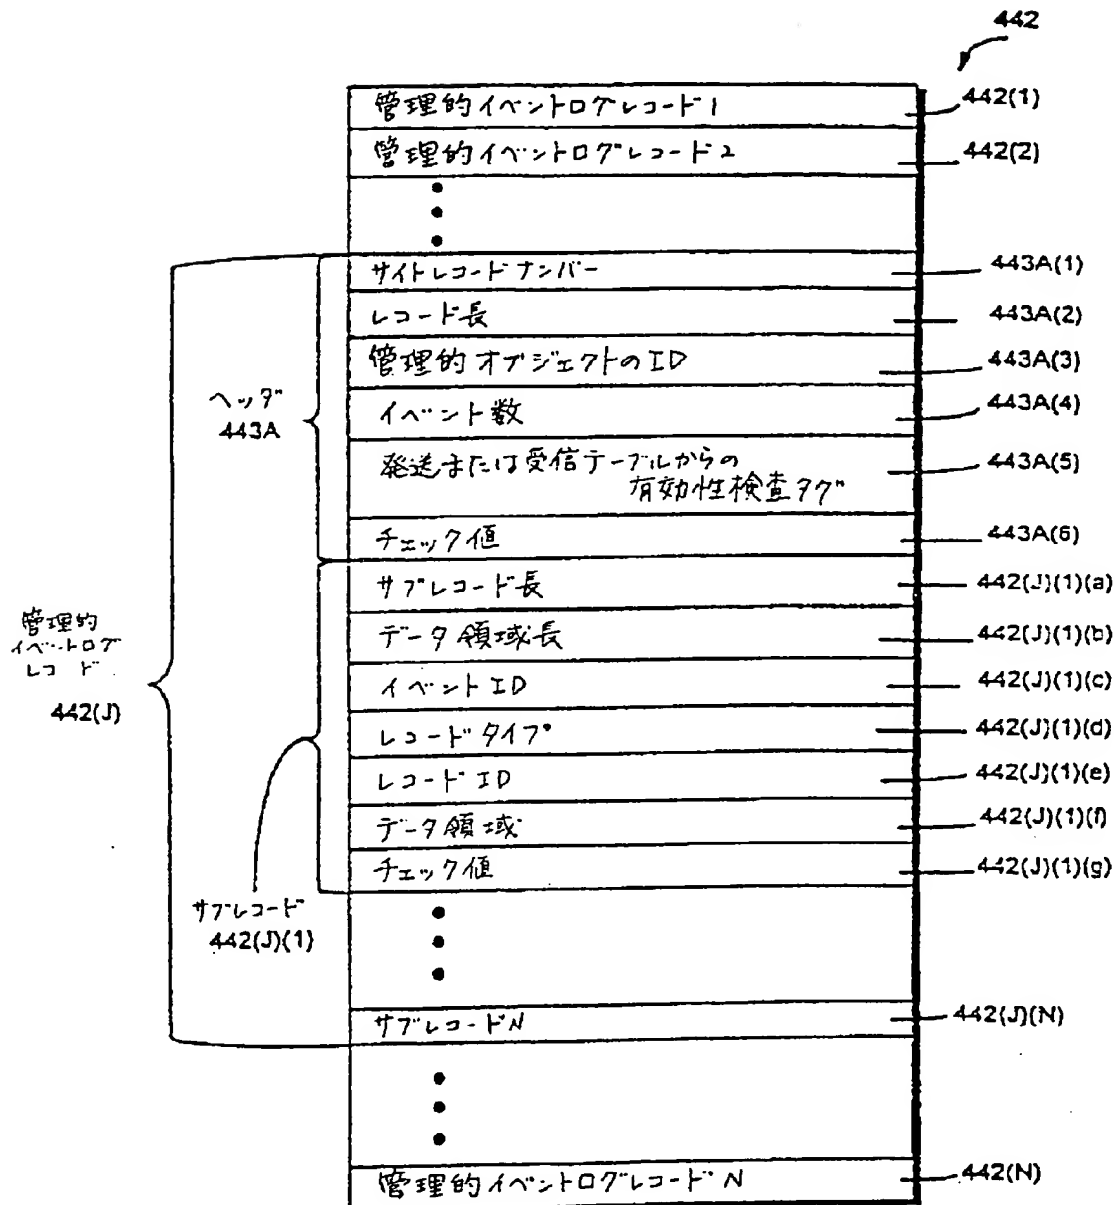 442
管理的イベントログレコード1 442(1)
管理的イベントログレコード2 442(2)
サイトレコードナンバー 443A(1)
レコード長 443A(2)
管理的オブジェクトのID 443A(3)
ヘッダ
443A
イベント数 443A(4)
発送または受信テーブルからの
有効性検査タグ 443A(5)
チェック値 443A(6)
サブレコード長 442(J)(1)(a)
データ領域長 442(J)(1)(b)
管理的
イベントログ
レコード
442(J)
イベントID 442(J)(1)(c)
レコードタイプ 442(J)(1)(d)
レコードID 442(J)(1)(e)
データ領域 442(J)(1)(f)
チェック値 442(J)(1)(g)
サブレコード
442(J)(1)
サブレコードN 442(J)(N)
管理的イベントログレコードN 442(N)